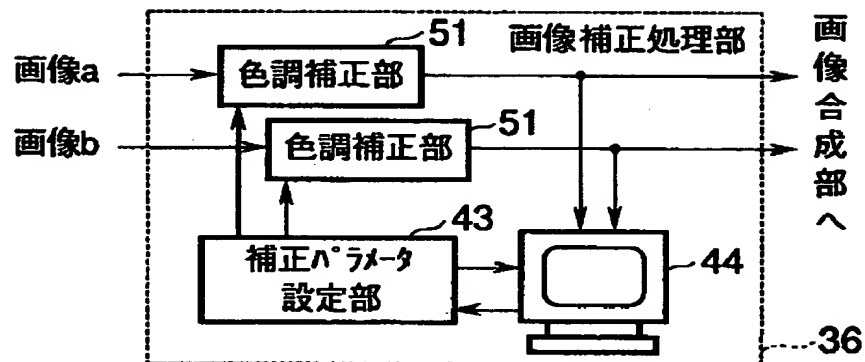 51
画像補正処理部
画像a
色調補正部
画像合成部へ
51
画像b
色調補正部
43
補正パラメータ
設定部
44
36